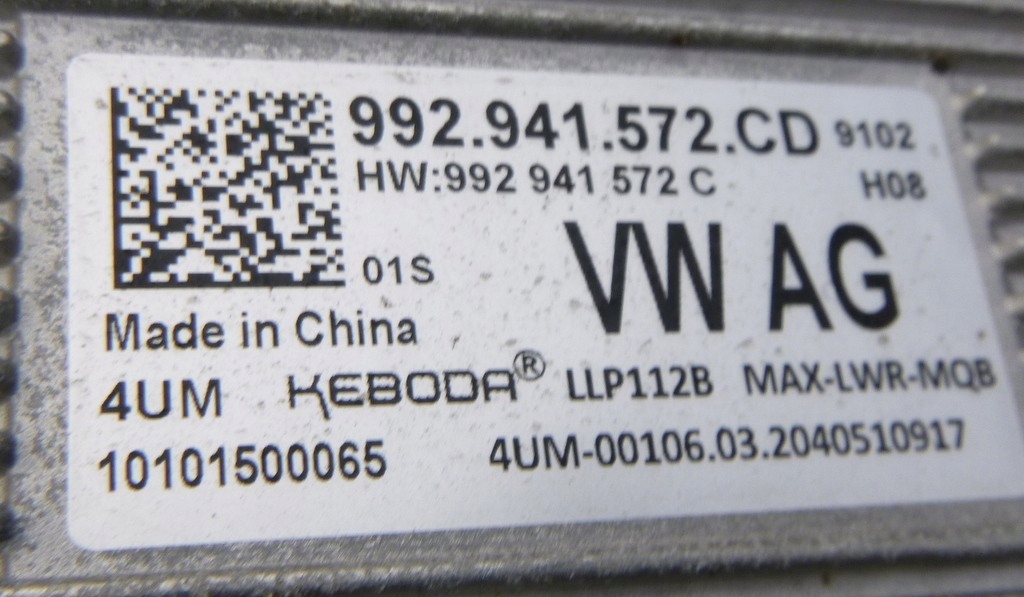 992.941.572.CD 9102
HW:992 941 572 C H08
VW AG
01S
Made in China
4UM KEBODA® LLP112B MAX-LWR-MQB
10101500065 4UM-00106.03.2040510917